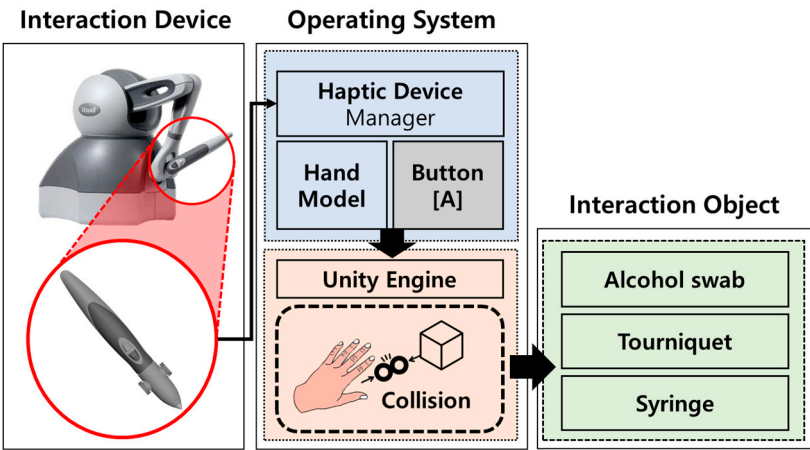 Interaction Device
Operating System
Haptic Device
Manager
Hand
Model
Button
[A]
Unity Engine
Collision
Interaction Object
Alcohol swab
Tourniquet
Syringe